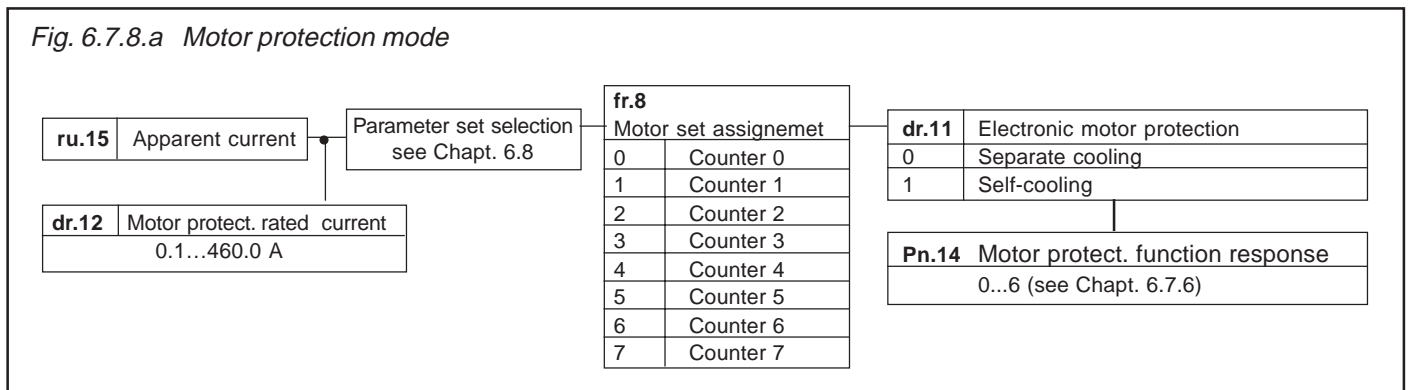 Fig. 6.7.8.a Motor protection mode
ru.15 Apparent current
Parameter set selection
see Chapt. 6.8
dr.12 Motor protect. rated current
0.1…460.0 A
fr.8
Motor set assignemet
0 Counter 0
1 Counter 1
2 Counter 2
3 Counter 3
4 Counter 4
5 Counter 5
6 Counter 6
7 Counter 7
dr.11 Electronic motor protection
0 Separate cooling
1 Self-cooling
Pn.14 Motor protect. function response
0...6 (see Chapt. 6.7.6)